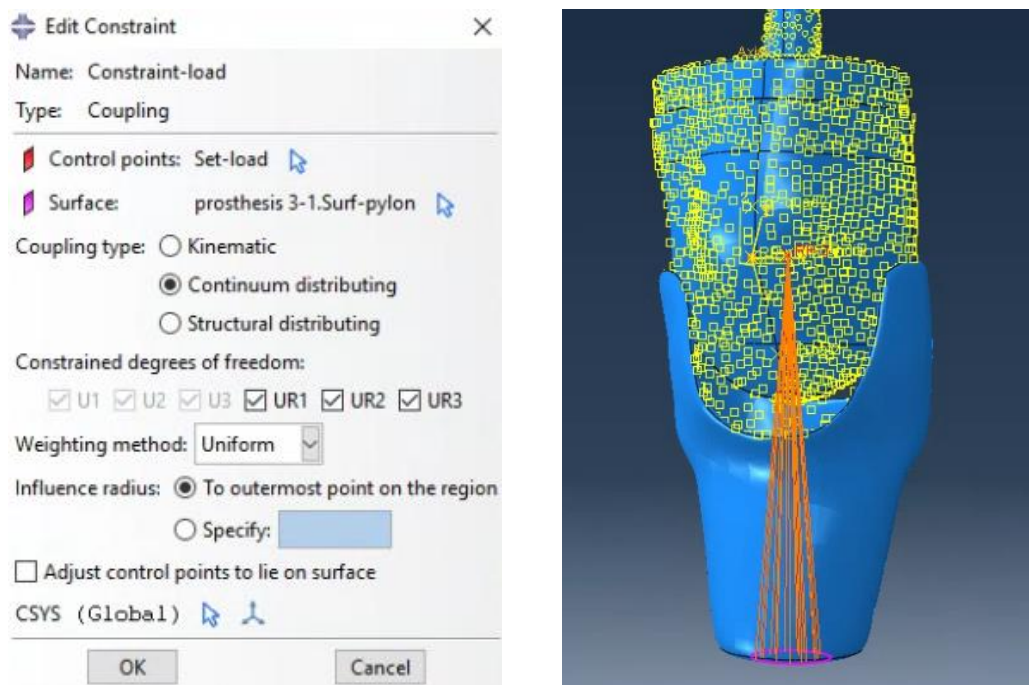 Edit Constraint
Name: Constraint-load
Type: Coupling
Control points: Set-load
Surface: prosthesis 3-1.Surf-pylon
Coupling type: Kinematic
Continuum distributing
Structural distributing
Constrained degrees of freedom:
U1 U2 U3 UR1 UR2 UR3
Weighting method: Uniform
Influence radius: To outermost point on the region
Specify:
Adjust control points to lie on surface
CSYS (Global)
OK Cancel